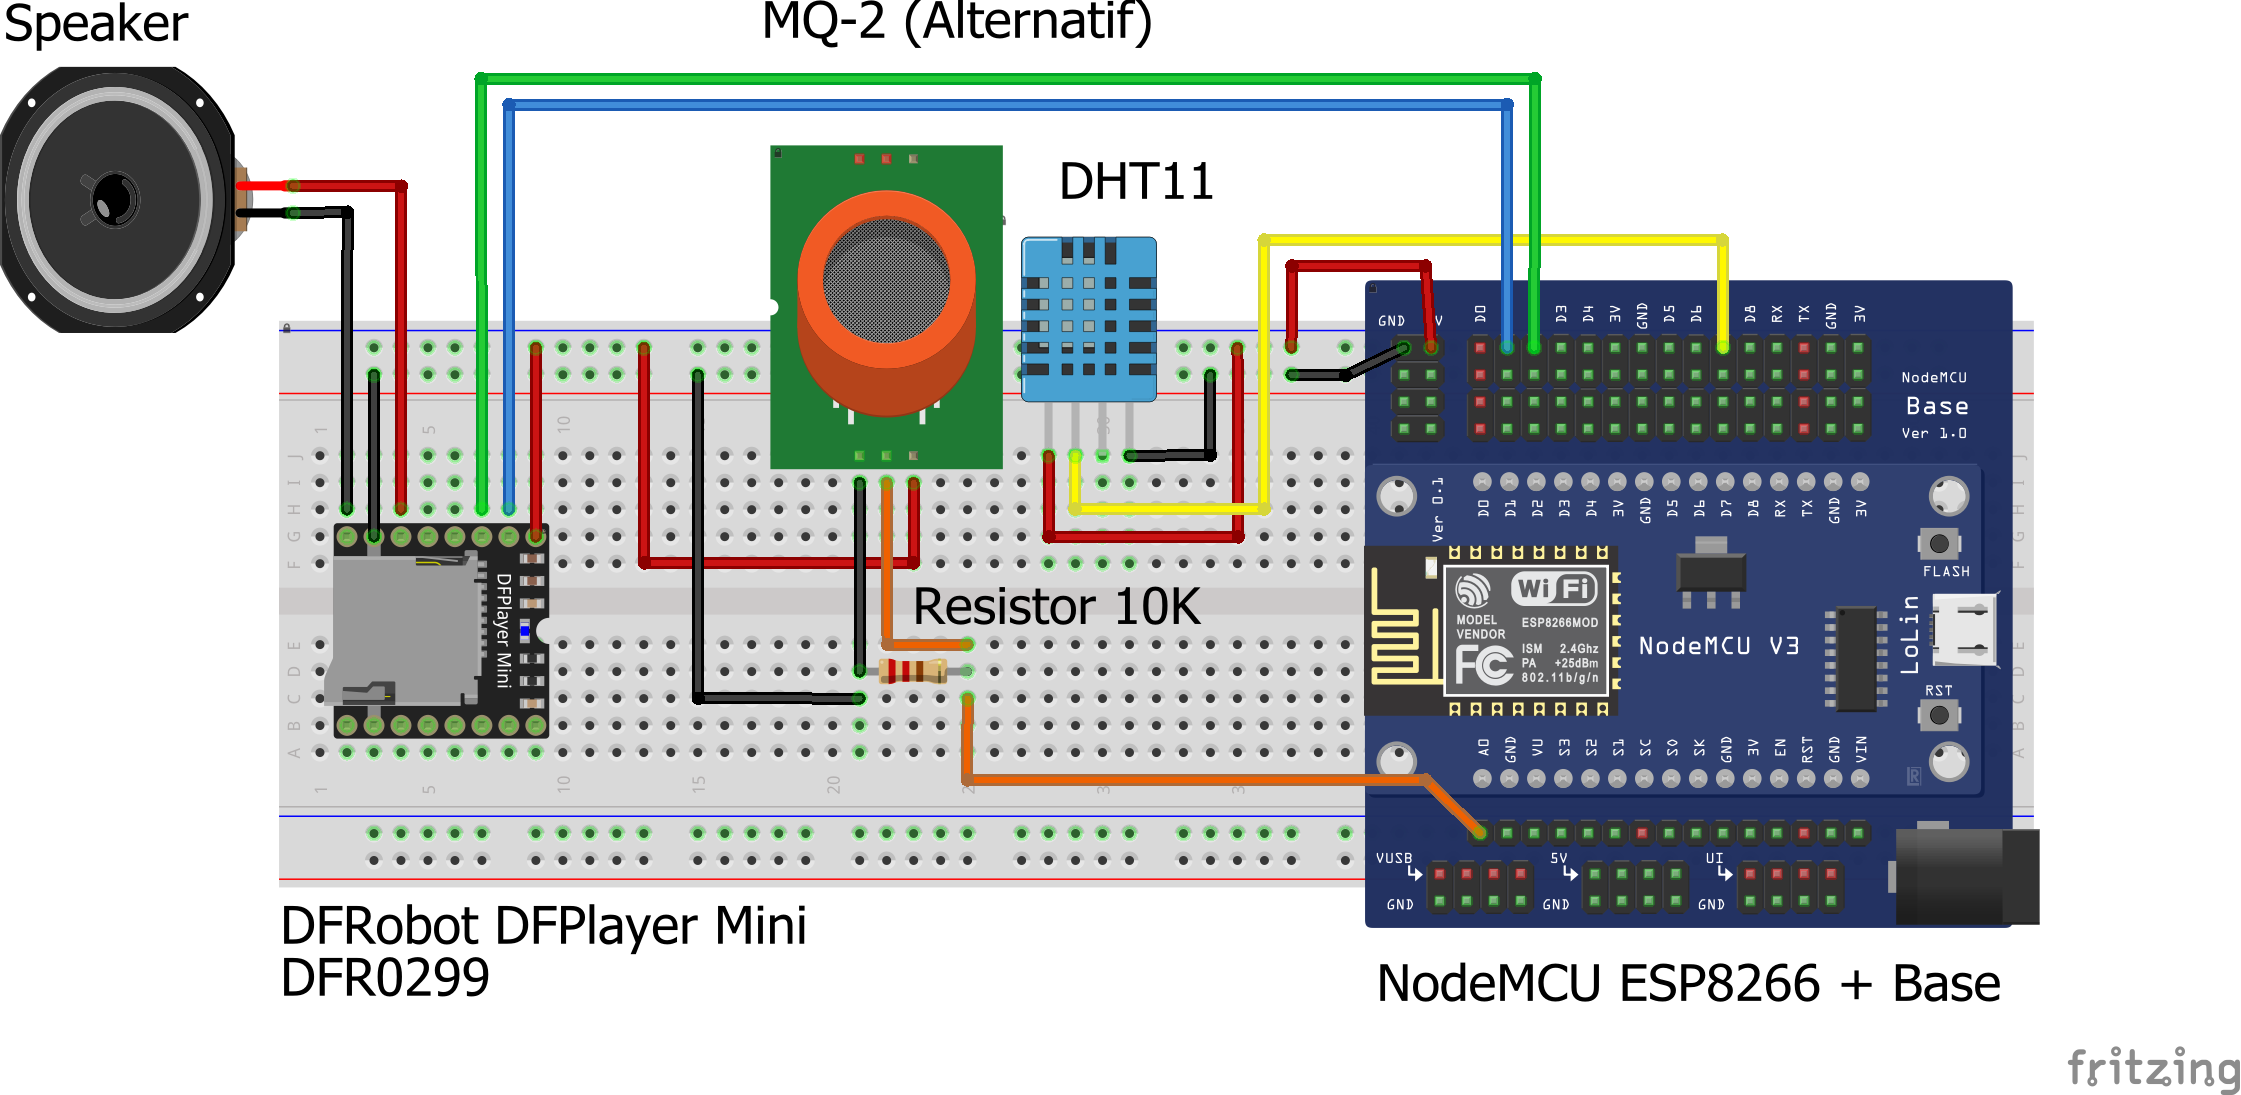 Speaker
MQ-2 (Alternatif)
DHT11
GND V
D0 D3 D4 3V GND D5 D6 D8 RX TX GND 3V
NodeMCU
Base
Ver 1.0
1 5 10
J
I
H
G
F
J
I
H
G
F
Ver 0.1
D0 D1 D2 D3 D4 3V GND D5 D6 D7 D8 RX TX GND 3V
FLASH
DFPlayer Mini
Resistor 10K
WiFi
MODEL
VENDOR
ESP8266MOD
FC
ISM 2.4Ghz
PA +25dBm
802.11b/g/n
NodeMCU V3
LoLin
RST
E
D
C
B
A
E
D
C
B
A
A0 GND VU S3 S2 S1 SC S0 SK GND 3V EN RST GND VIN
1 5 10 15 20
VUSB 5V UI
GND GND GND
DFRobot DFPlayer Mini
DFR0299
NodeMCU ESP8266 + Base
fritzing